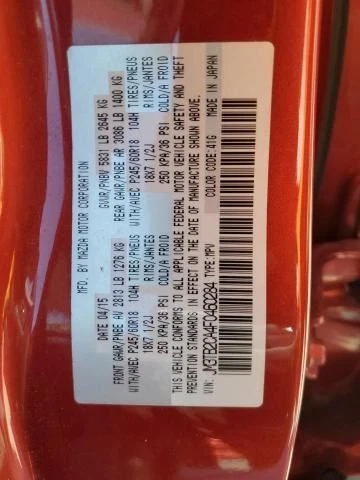 MFD. BY MAZDA MOTOR CORPORATION
DATE 04/15 GVWR/PNBV 5831 LB 2645 KG
FRONT GAWR/PNBE AV 2813 LB 1276 KG REAR GAWR/PNBE AR 3086 LB 1400 KG
WITH/AVEC P245/60R18 104H TIRES/PNEUS WITH/AVEC P245/60R18 104H TIRES/PNEUS
18X7 1/2J RIMS/JANTES 18X7 1/2J RIMS/JANTES
250 KPA/36 PSI COLD/A FROID 250 KPA/36 PSI COLD/A FROID
THIS VEHICLE CONFORMS TO ALL APPLICABLE FEDERAL MOTOR VEHICLE SAFETY AND THEFT
PREVENTION STANDARDS IN EFFECT ON THE DATE OF MANUFACTURE SHOWN ABOVE.
VIN: JM3TB2CV4F0460284 TYPE: MPV COLOR CODE: 41G MADE IN JAPAN